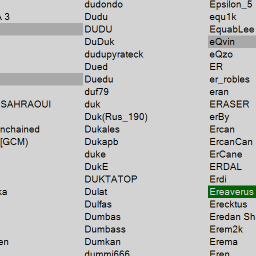 A 3
SAHRAOUI
nchained
[GCM)
ka
en
dudondo
Dudu
DUDU
DuDuk
dudupyrateck
Dued
Duedu
duf79
duk
Duk(Rus_190)
Dukales
Dukapb
duke
DukE
DUKTATOP
Dulat
Dulfas
Dumbas
Dumbass
Dumkan
dummi666
Epsilon_5
equ1k
EquabLee
eQvin
eQzo
ER
er_robles
eran
ERASER
erBy
Ercan
ErcanCan
ErCane
ERDAL
Erdi
Ereaverus
Erecktus
Eredan Sh
Erem2k
Erema
Eren